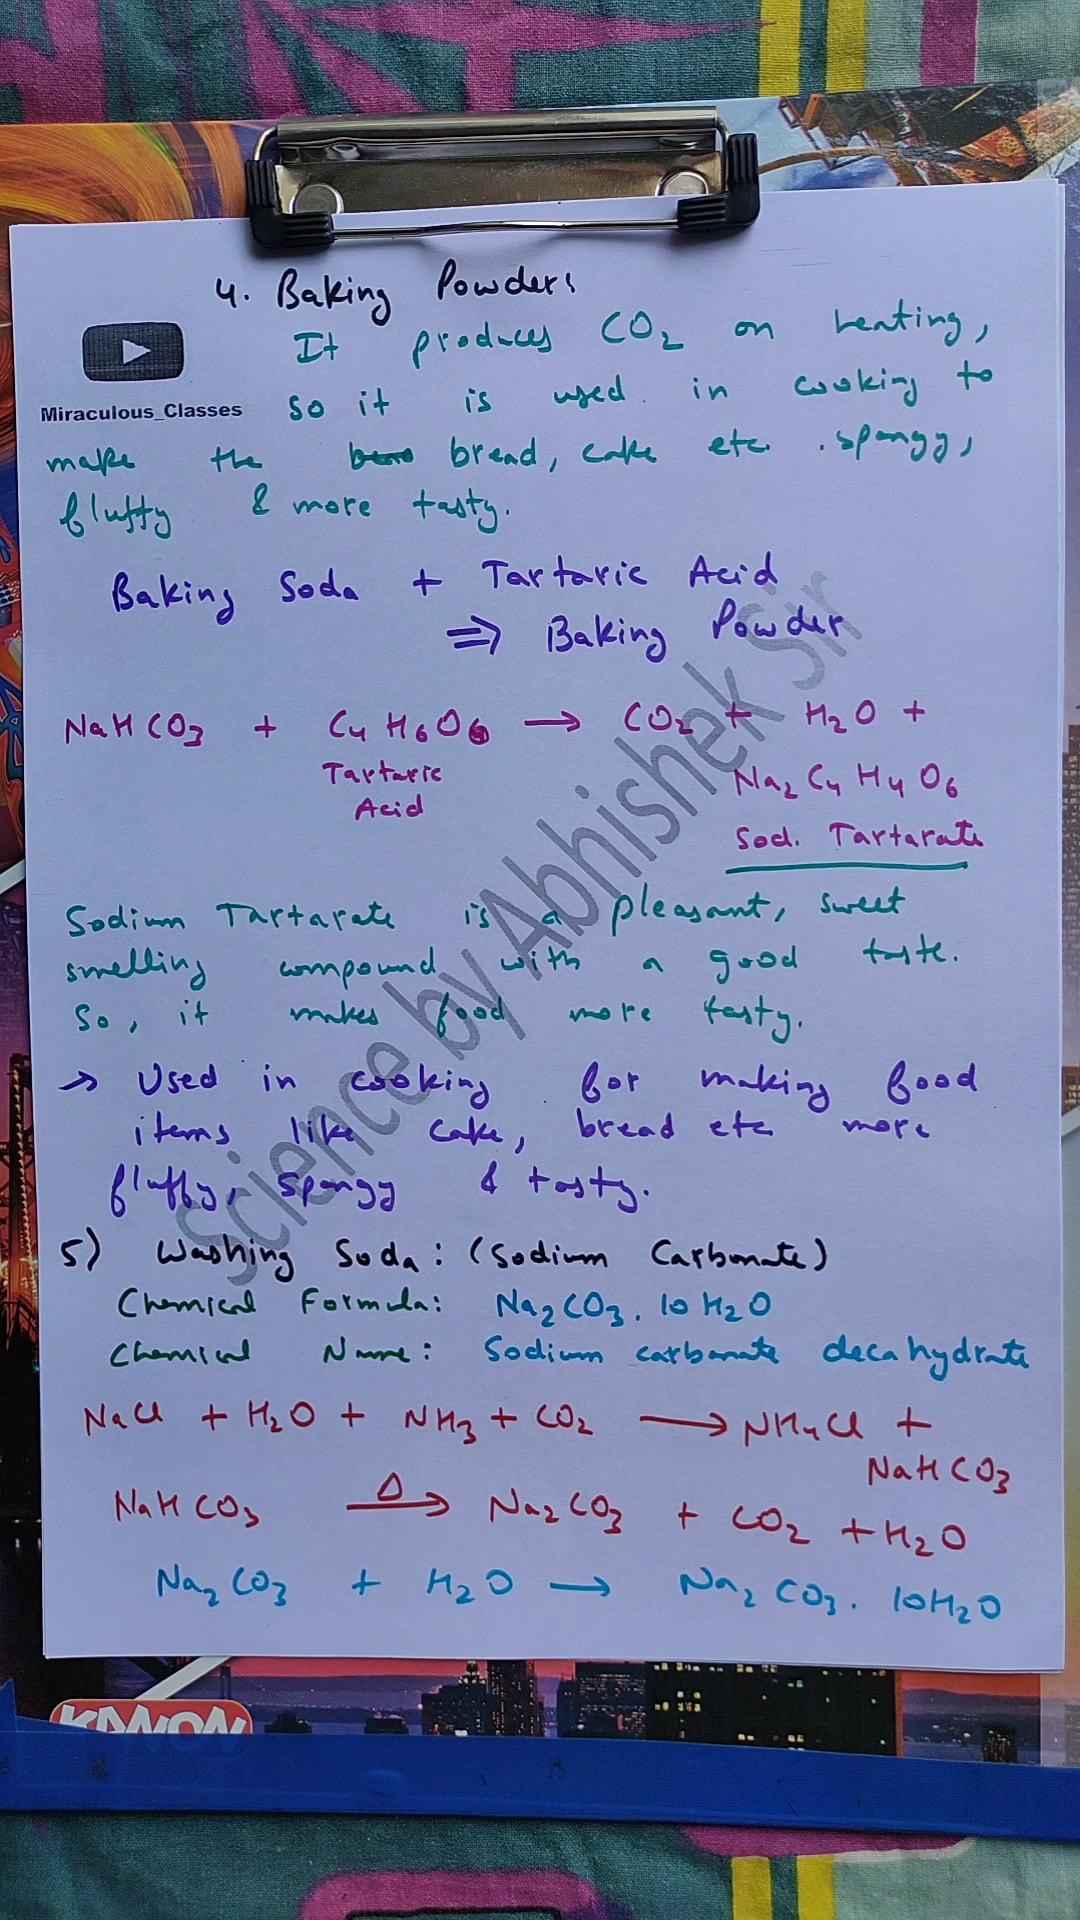 4. Baking Powder:
It produces CO2 on heating,
Miraculous_Classes
so it is used in cooking to
make the bread, cake etc. spongy,
fluffy & more tasty.
Baking Soda + Tartaric Acid
⇒ Baking Powder
NaHCO3 + C4H6O6 → CO2 + H2O +
Tartaric
Acid
Na2C4H4O6
Sod. Tartarate
Sodium Tartarate is a pleasant, sweet
smelling compound with a good taste.
So, it makes food more tasty.
→ Used in cooking for making food
items like cake, bread etc more
fluffy, spongy & tasty.
5) Washing Soda: (Sodium Carbonate)
Chemical Formula: Na2CO3.10H2O
Chemical Name: Sodium carbonate decahydrate
NaCl + H2O + NH3 + CO2 → NH4Cl +
NaHCO3
NaHCO3 Δ→ Na2CO3 + CO2 + H2O
Na2CO3 + H2O → Na2CO3.10H2O
Science by Abhishek Sir